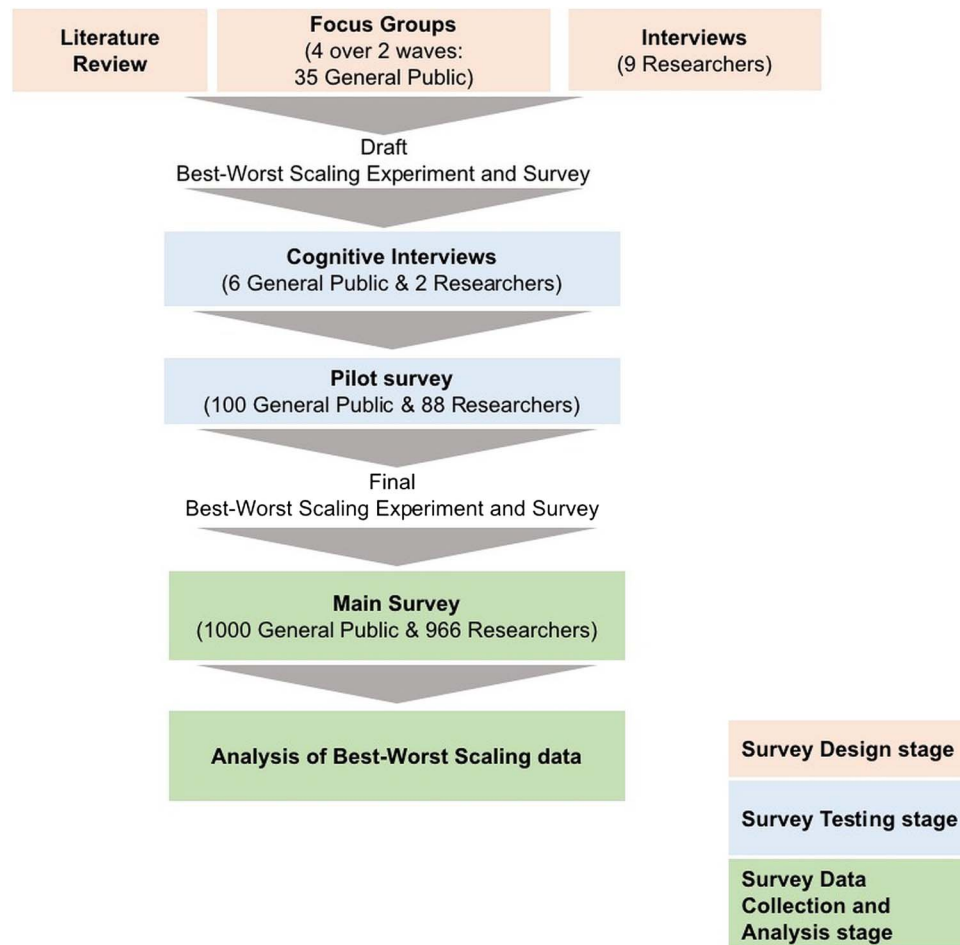 Literature
Review
Focus Groups
(4 over 2 waves:
35 General Public)
Interviews
(9 Researchers)
Draft
Best-Worst Scaling Experiment and Survey
Cognitive Interviews
(6 General Public & 2 Researchers)
Pilot survey
(100 General Public & 88 Researchers)
Final
Best-Worst Scaling Experiment and Survey
Main Survey
(1000 General Public & 966 Researchers)
Analysis of Best-Worst Scaling data
Survey Design stage
Survey Testing stage
Survey Data
Collection and
Analysis stage